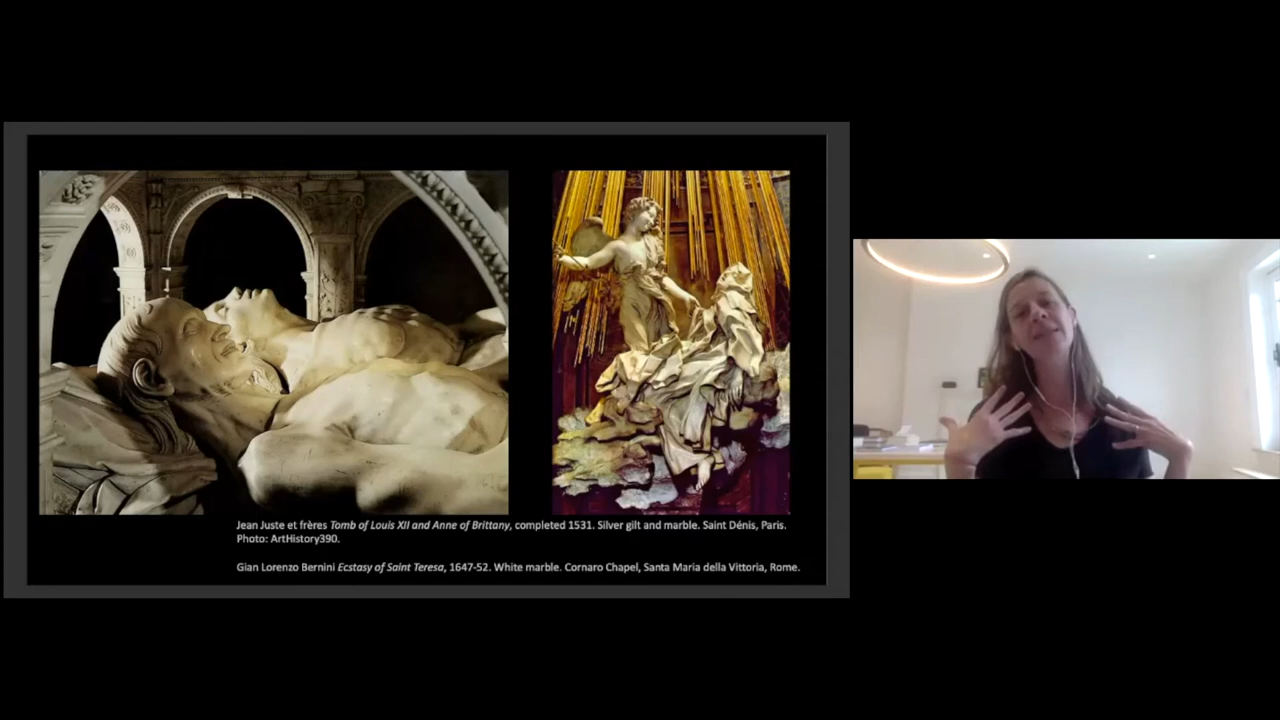 Jean Juste et frères Tomb of Louis XII and Anne of Brittany, completed 1531. Silver gilt and marble. Saint Dénis, Paris.
Photo: ArtHistory390.
Gian Lorenzo Bernini Ecstasy of Saint Teresa, 1647-52. White marble. Cornaro Chapel, Santa Maria della Vittoria, Rome.